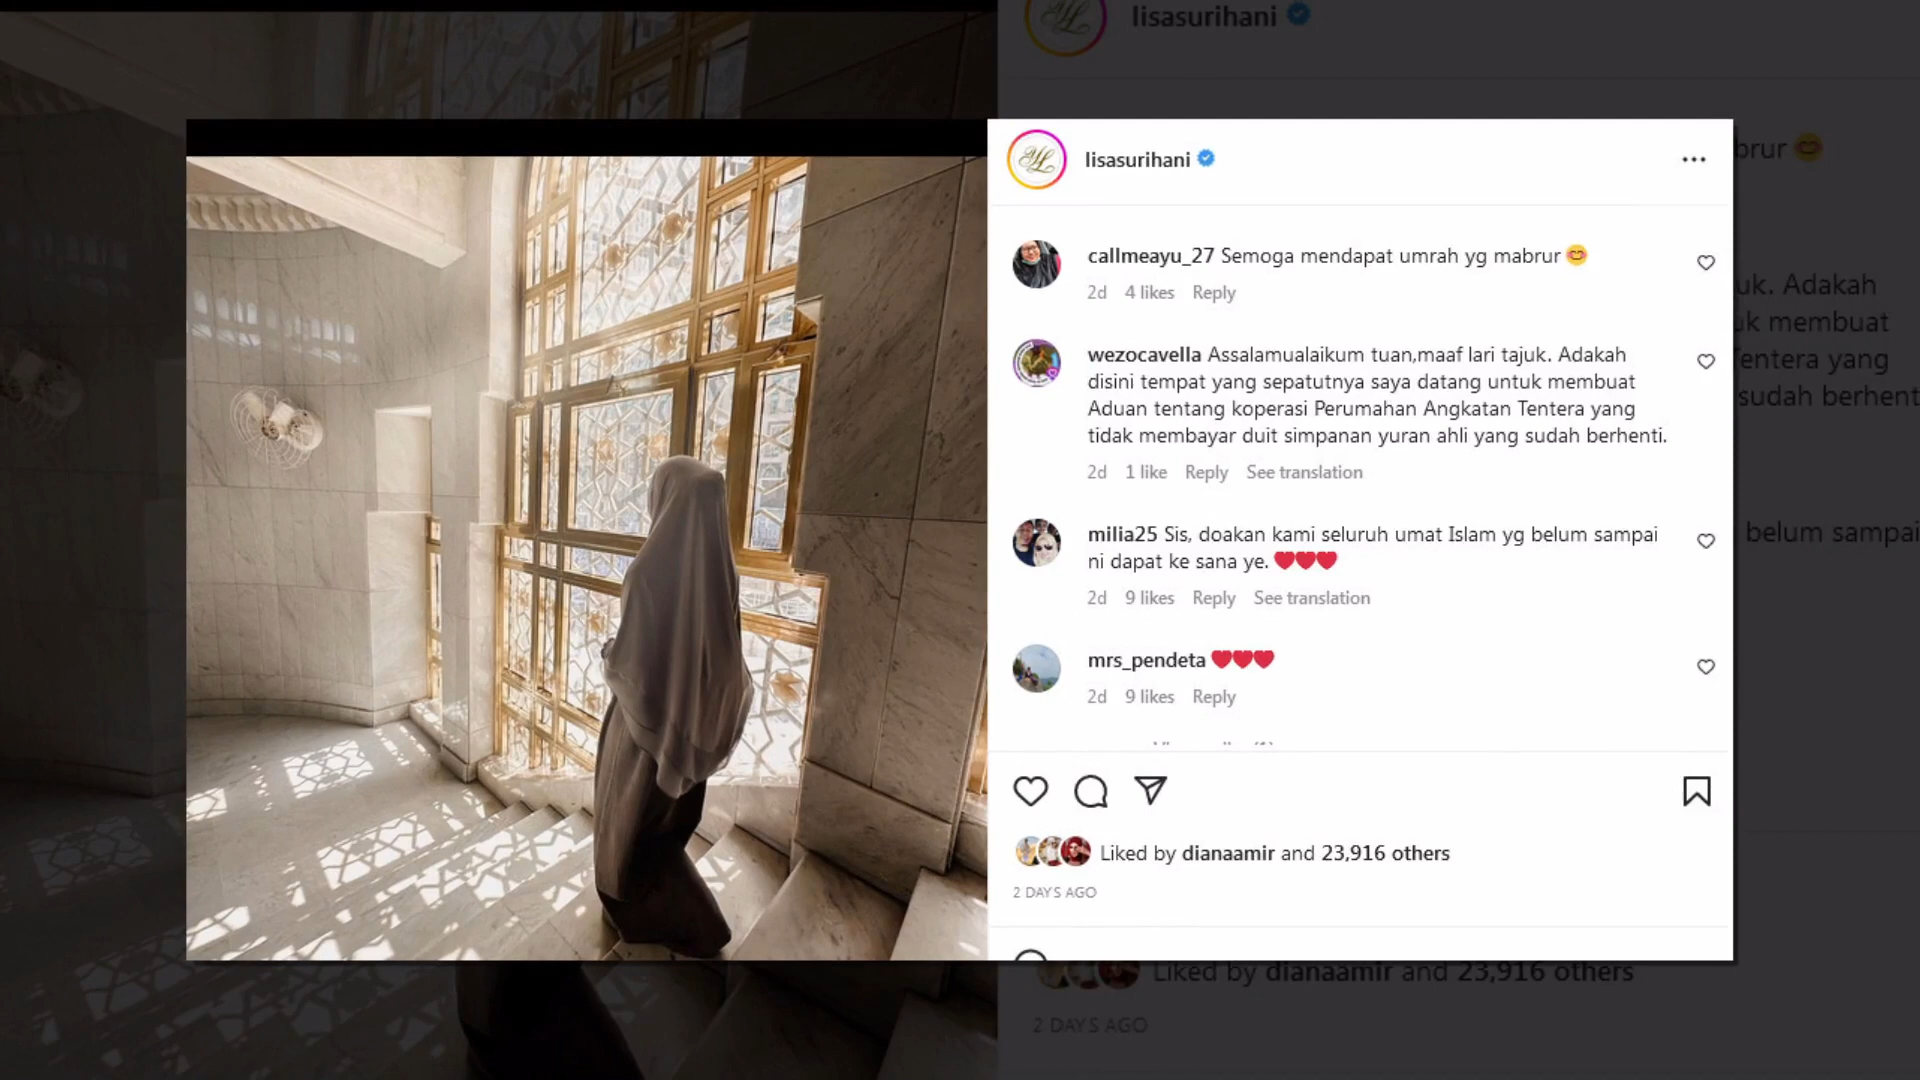 lisasurihani
lisasurihani
callmeayu_27 Semoga mendapat umrah yg mabrur 😊
2d 4 likes Reply
wezocavella Assalamualaikum tuan,maaf lari tajuk. Adakah
disini tempat yang sepatutnya saya datang untuk membuat
Aduan tentang koperasi Perumahan Angkatan Tentera yang
tidak membayar duit simpanan yuran ahli yang sudah berhenti.
2d 1 like Reply See translation
milia25 Sis, doakan kami seluruh umat Islam yg belum sampai
ni dapat ke sana ye. ❤❤❤
2d 9 likes Reply See translation
mrs_pendeta ❤❤❤
2d 9 likes Reply
Liked by dianaamir and 23,916 others
2 DAYS AGO
brur 😊
uk. Adakah
uk membuat
Tentera yang
sudah berhent
belum sampai
Liked by dianaamir and 23,916 others
2 DAYS AGO